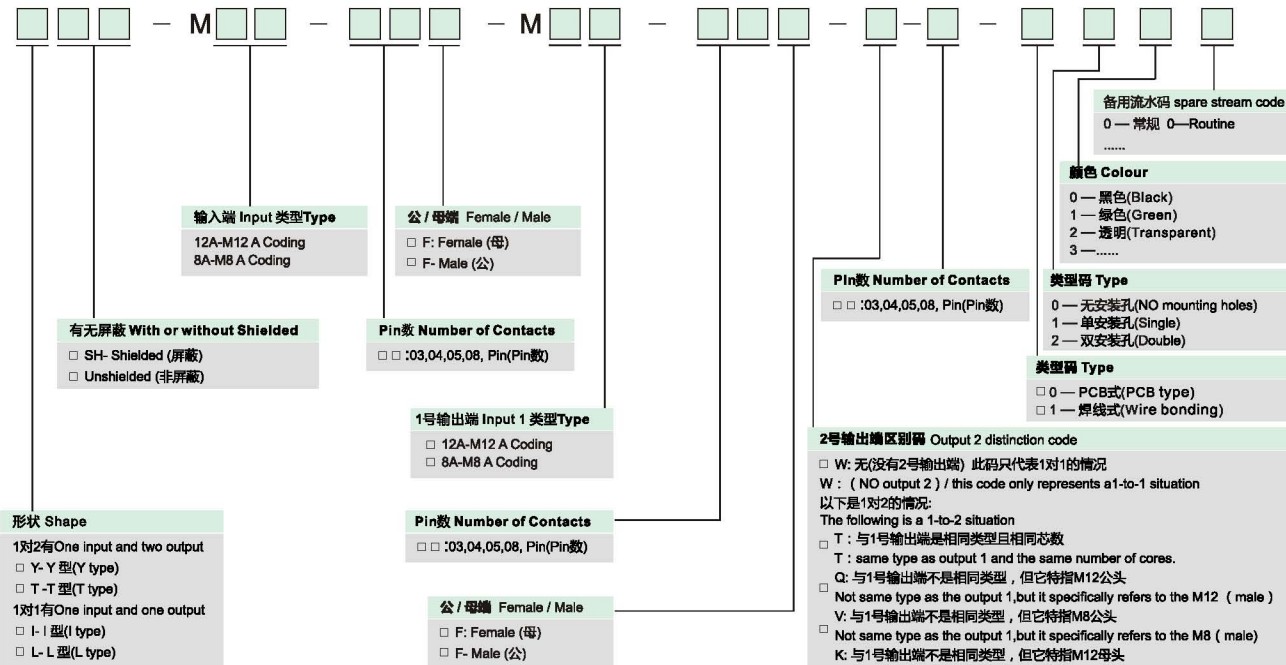 — M — — M — — — —
备用流水码 spare stream code
0 — 常规 0—Routine
......
颜色 Colour
0 — 黑色(Black)
1 — 绿色(Green)
2 — 透明(Transparent)
3 —......
输入端 Input 类型Type
12A-M12 A Coding
8A-M8 A Coding
公 / 母端 Female / Male
□ F: Female (母)
□ F- Male (公)
Pin数 Number of Contacts
□ □ :03,04,05,08, Pin(Pin数)
类型码 Type
0 — 无安装孔(NO mounting holes)
1 — 单安装孔(Single)
2 — 双安装孔(Double)
有无屏蔽 With or without Shielded
□ SH- Shielded (屏蔽)
□ Unshielded (非屏蔽)
Pin数 Number of Contacts
□ □ :03,04,05,08, Pin(Pin数)
类型码 Type
□ 0 — PCB式(PCB type)
□ 1 — 焊线式(Wire bonding)
1号输出端 Input 1 类型Type
□ 12A-M12 A Coding
□ 8A-M8 A Coding
2号输出端区别码 Output 2 distinction code
□ W: 无(没有2号输出端) 此码只代表1对1的情况
W : ( NO output 2 ) / this code only represents a1-to-1 situation
以下是1对2的情况:
The following is a 1-to-2 situation
□ T : 与1号输出端是相同类型且相同芯数
T : same type as output 1 and the same number of cores.
Q: 与1号输出端不是相同类型 , 但它特指M12公头
□ Not same type as the output 1,but it specifically refers to the M12 ( male )
V: 与1号输出端不是相同类型 , 但它特指M8公头
□ Not same type as the output 1,but it specifically refers to the M8 ( male)
K: 与1号输出端不是相同类型 , 但它特指M12母头
形状 Shape
1对2有One input and two output
□ Y- Y 型(Y type)
□ T -T 型(T type)
1对1有One input and one output
□ I- I 型(I type)
□ L- L 型(L type)
Pin数 Number of Contacts
□ □ :03,04,05,08, Pin(Pin数)
公 / 母端 Female / Male
□ F: Female (母)
□ F- Male (公)